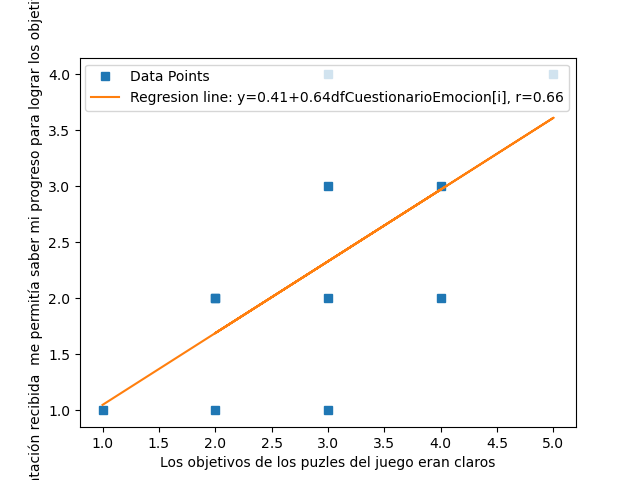 Data Points
Regresion line: y=0.41+0.64dfCuestionarioEmocion[i], r=0.66
4.0
3.5
3.0
2.5
2.0
1.5
1.0
1.0 1.5 2.0 2.5 3.0 3.5 4.0 4.5 5.0
Los objetivos de los puzles del juego eran claros
recibida me permitía saber mi progreso para lograr los